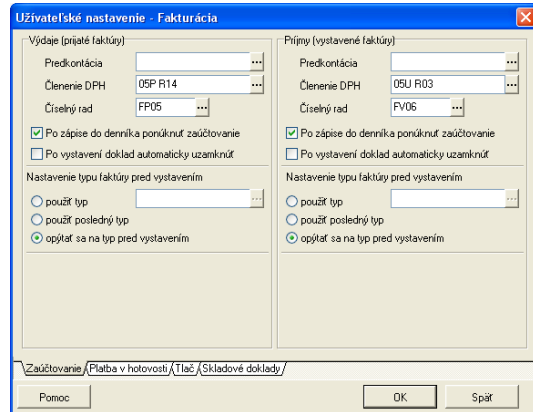 Užívateľské nastavenie - Fakturácia
Výdaje (prijaté faktúry)
Predkontácia
Členenie DPH 05P R14
Číselný rad FP05
Po zápise do denníka ponúknuť zaúčtovanie
Po vystavení doklad automaticky uzamknúť
Nastavenie typu faktúry pred vystavením
použiť typ
použiť posledný typ
opýtať sa na typ pred vystavením
Príjmy (vystavené faktúry)
Predkontácia
Členenie DPH 05U R03
Číselný rad FV06
Po zápise do denníka ponúknuť zaúčtovanie
Po vystavení doklad automaticky uzamknúť
Nastavenie typu faktúry pred vystavením
použiť typ
použiť posledný typ
opýtať sa na typ pred vystavením
Zaúčtovanie Platba v hotovosti Tlač Skladové doklady
Pomoc OK Späť